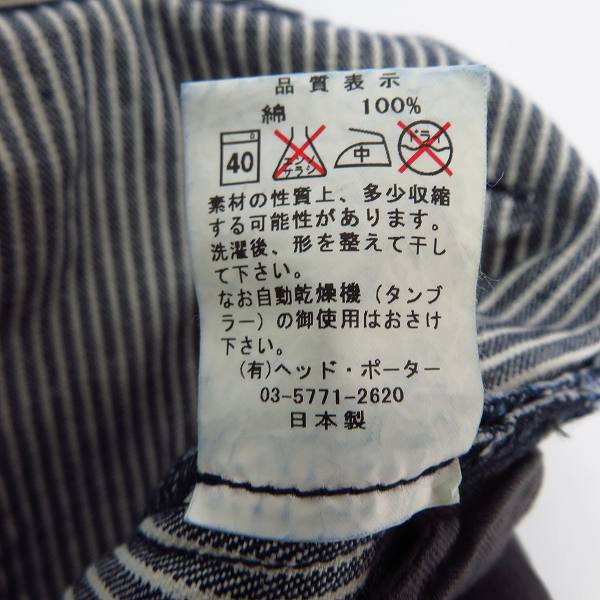 品質表示
綿 100%
40 エンソサラシ 中 ドライ
素材の性質上、多少収縮
する可能性があります。
洗濯後、形を整えて干し
て下さい。
なお自動乾燥機（タンブ
ラー）の御使用はおさけ
下さい。
(有)ヘッド・ポーター
03-5771-2620
日本製